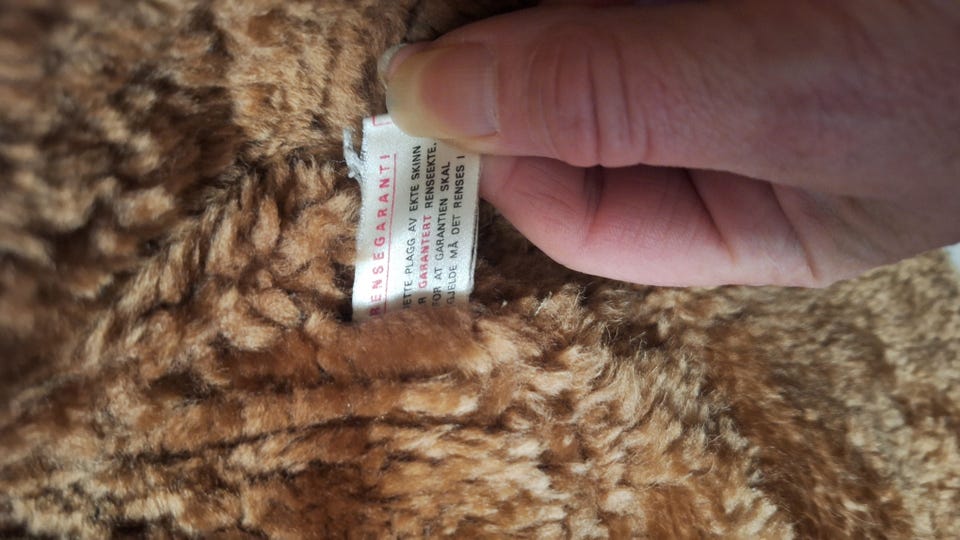 RENSEGARANTI
ETTE PLAGG AV EKTE SKINN
R GARANTERT RENSEEKTE.
FOR AT GARANTIEN SKAL
GJELDE MÅ DET RENSES I